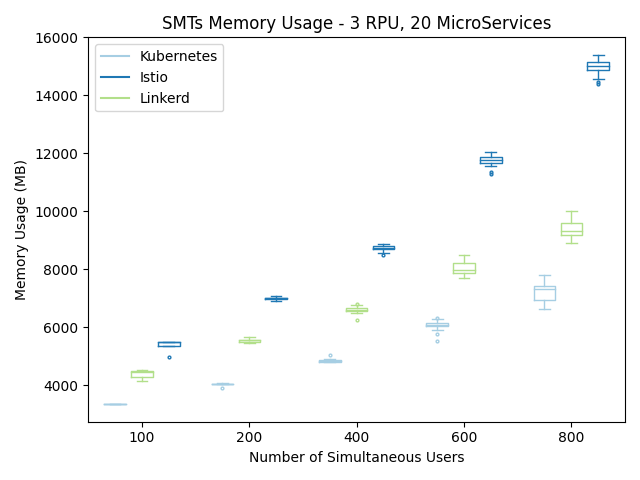 SMTs Memory Usage - 3 RPU, 20 MicroServices
Kubernetes
Istio
Linkerd
Memory Usage (MB)
16000
14000
12000
10000
8000
6000
4000
100 200 400 600 800
Number of Simultaneous Users